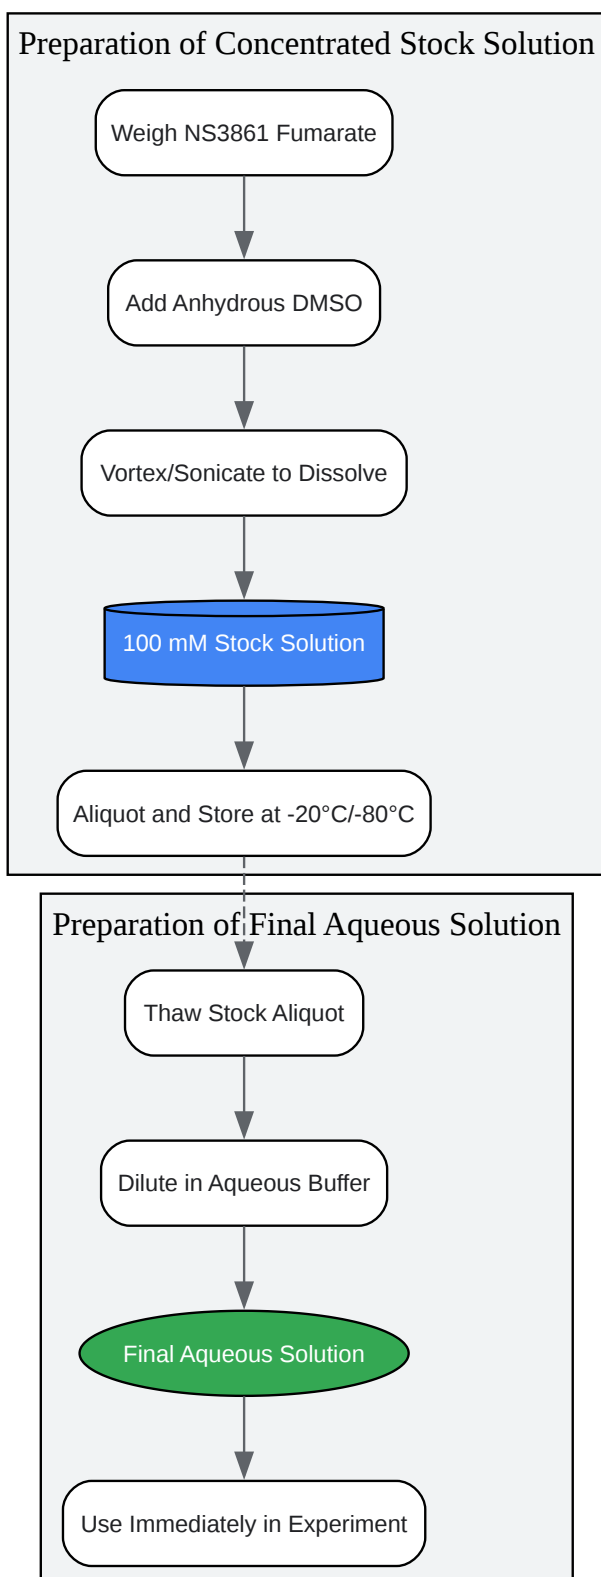 Preparation of Concentrated Stock Solution
Weigh NS3861 Fumarate
Add Anhydrous DMSO
Vortex/Sonicate to Dissolve
100 mM Stock Solution
Aliquot and Store at -20°C/-80°C
Preparation of Final Aqueous Solution
Thaw Stock Aliquot
Dilute in Aqueous Buffer
Final Aqueous Solution
Use Immediately in Experiment